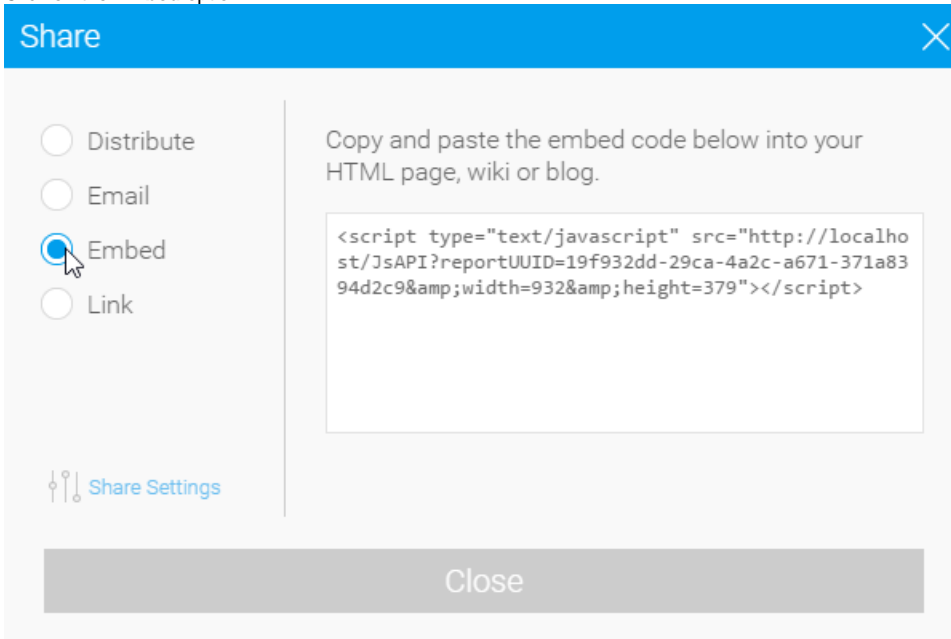 Share
Distribute
Email
Embed
Link
Share Settings
Copy and paste the embed code below into your
HTML page, wiki or blog.
<script type="text/javascript" src="http://localho
st/JsAPI?reportUUID=19f932dd-29ca-4a2c-a671-371a83
94d2c9&amp;width=932&amp;height=379"></script>
Close